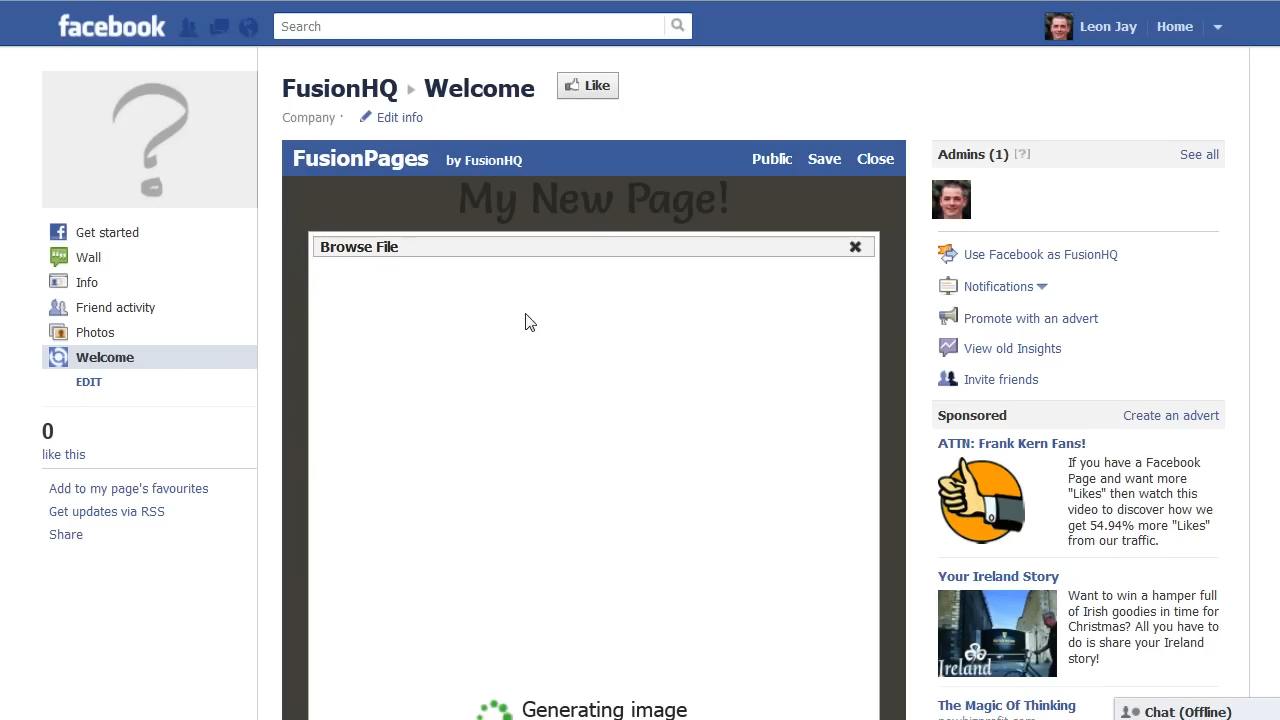 facebook
Search
Leon Jay
Home
FusionHQ ▸ Welcome
Like
Company ·
Edit info
FusionPages by FusionHQ
Public Save Close
My New Page!
Browse File
Generating image
Get started
Wall
Info
Friend activity
Photos
Welcome
EDIT
0
like this
Add to my page's favourites
Get updates via RSS
Share
Admins (1) [?]
See all
Use Facebook as FusionHQ
Notifications
Promote with an advert
View old Insights
Invite friends
Sponsored
Create an advert
ATTN: Frank Kern Fans!
If you have a Facebook
Page and want more
"Likes" then watch this
video to discover how we
get 54.94% more "Likes"
from our traffic.
Your Ireland Story
Ireland
Want to win a hamper full
of Irish goodies in time for
Christmas? All you have to
do is share your Ireland
story!
The Magic Of Thinking
Chat (Offline)